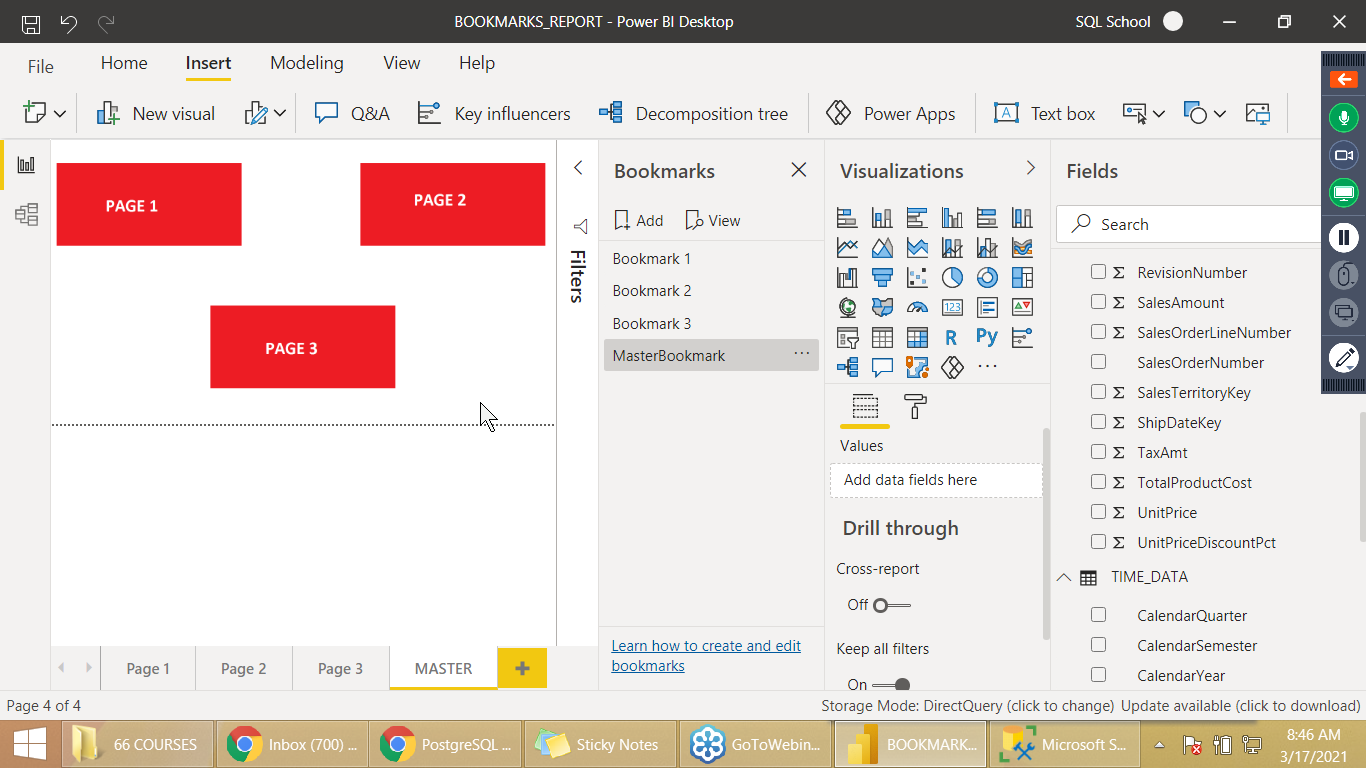 BOOKMARKS_REPORT - Power BI Desktop
SQL School
File
Home
Insert
Modeling
View
Help
New visual
Q&A
Key influencers
Decomposition tree
Power Apps
A
Text box
PAGE 1
PAGE 2
PAGE 3
Filters
Bookmarks
Add
View
Bookmark 1
Bookmark 2
Bookmark 3
MasterBookmark
...
Learn how to create and edit
bookmarks
Visualizations
123
R
Py
...
Values
Add data fields here
Drill through
Cross-report
Off
Keep all filters
On
Fields
Search
Σ RevisionNumber
Σ SalesAmount
Σ SalesOrderLineNumber
SalesOrderNumber
Σ SalesTerritoryKey
Σ ShipDateKey
Σ TaxAmt
Σ TotalProductCost
Σ UnitPrice
Σ UnitPriceDiscountPct
TIME_DATA
CalendarQuarter
CalendarSemester
CalendarYear
Page 1
Page 2
Page 3
MASTER
+
Page 4 of 4
Storage Mode: DirectQuery (click to change)
Update available (click to download)
66 COURSES
Inbox (700) ...
PostgreSQL ...
Sticky Notes
GoToWebin...
BOOKMARK...
Microsoft S...
8:46 AM
3/17/2021